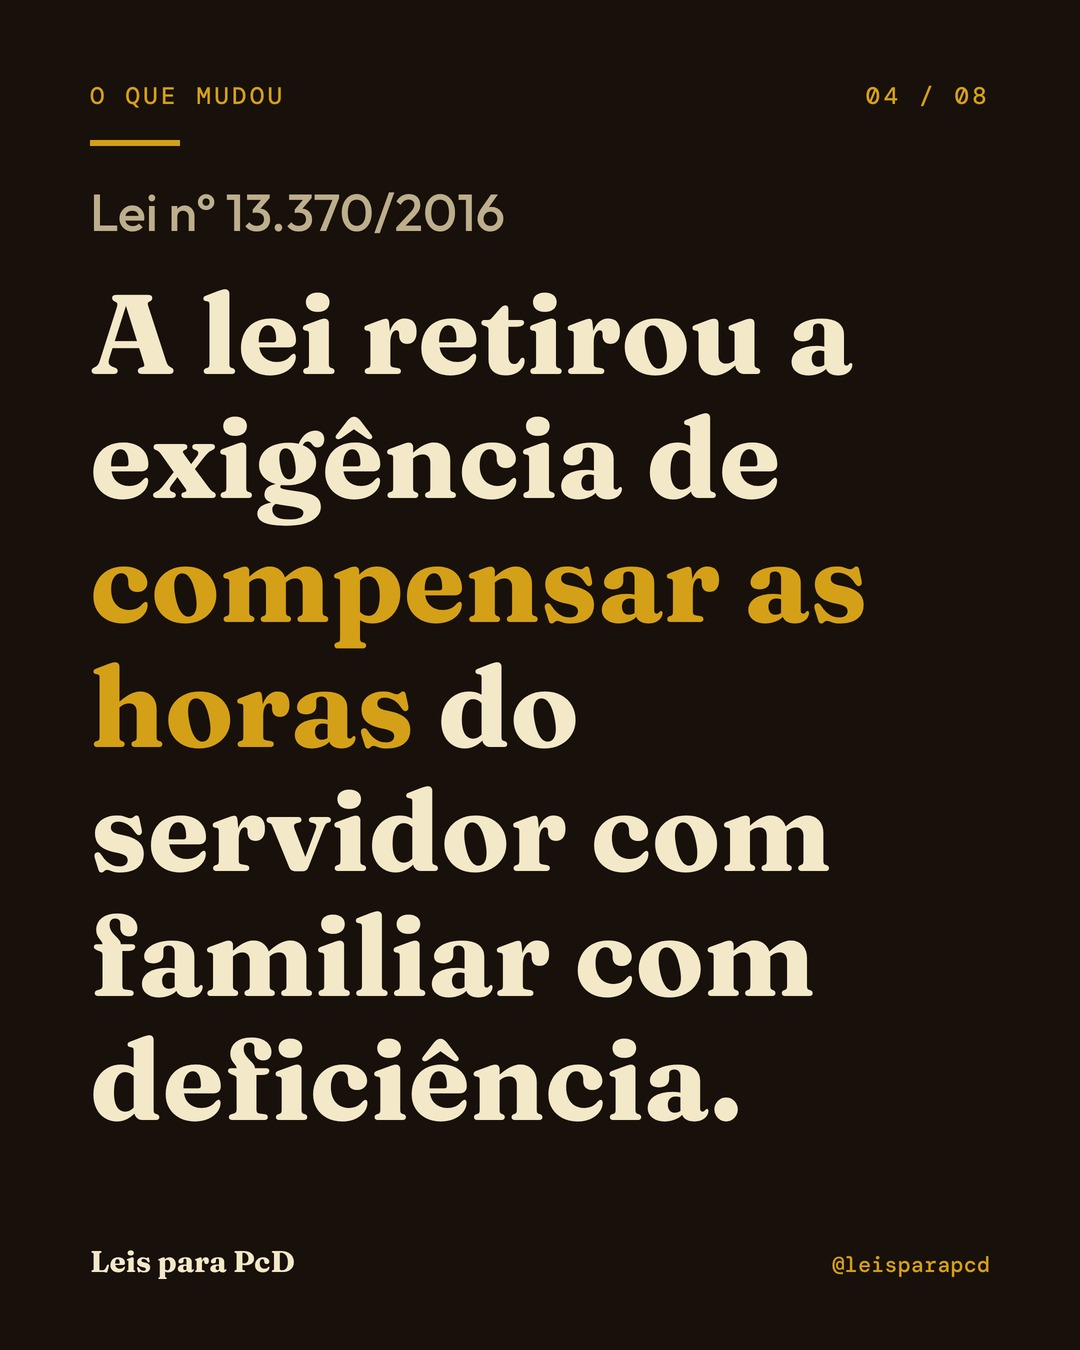 O QUE MUDOU
04 / 08
Lei nº 13.370/2016
A lei retirou a
exigência de
compensar as
horas do
servidor com
familiar com
deficiência.
Leis para PcD
@leisparapcd